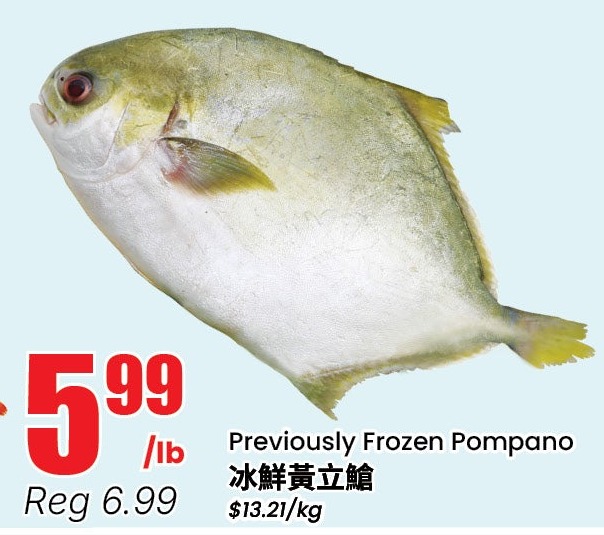 5.99
/lb
Reg 6.99
Previously Frozen Pompano
冰鮮黃立鯧
$13.21/kg